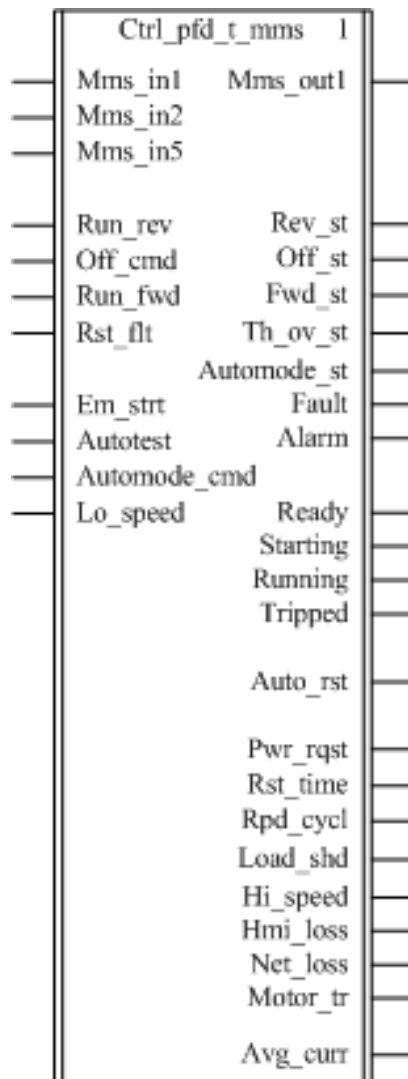 Ctrl_pfd_t_mms 1
Mms_in1 Mms_out1
Mms_in2
Mms_in5
Run_rev Rev_st
Off_cmd Off_st
Run_fwd Fwd_st
Rst_flt Th_ov_st
Automode_st
Em_strt Fault
Autotest Alarm
Automode_cmd
Lo_speed Ready
Starting
Running
Tripped
Auto_rst
Pwr_rqst
Rst_time
Rpd_cycl
Load_shd
Hi_speed
Hmi_loss
Net_loss
Motor_tr
Avg_curr